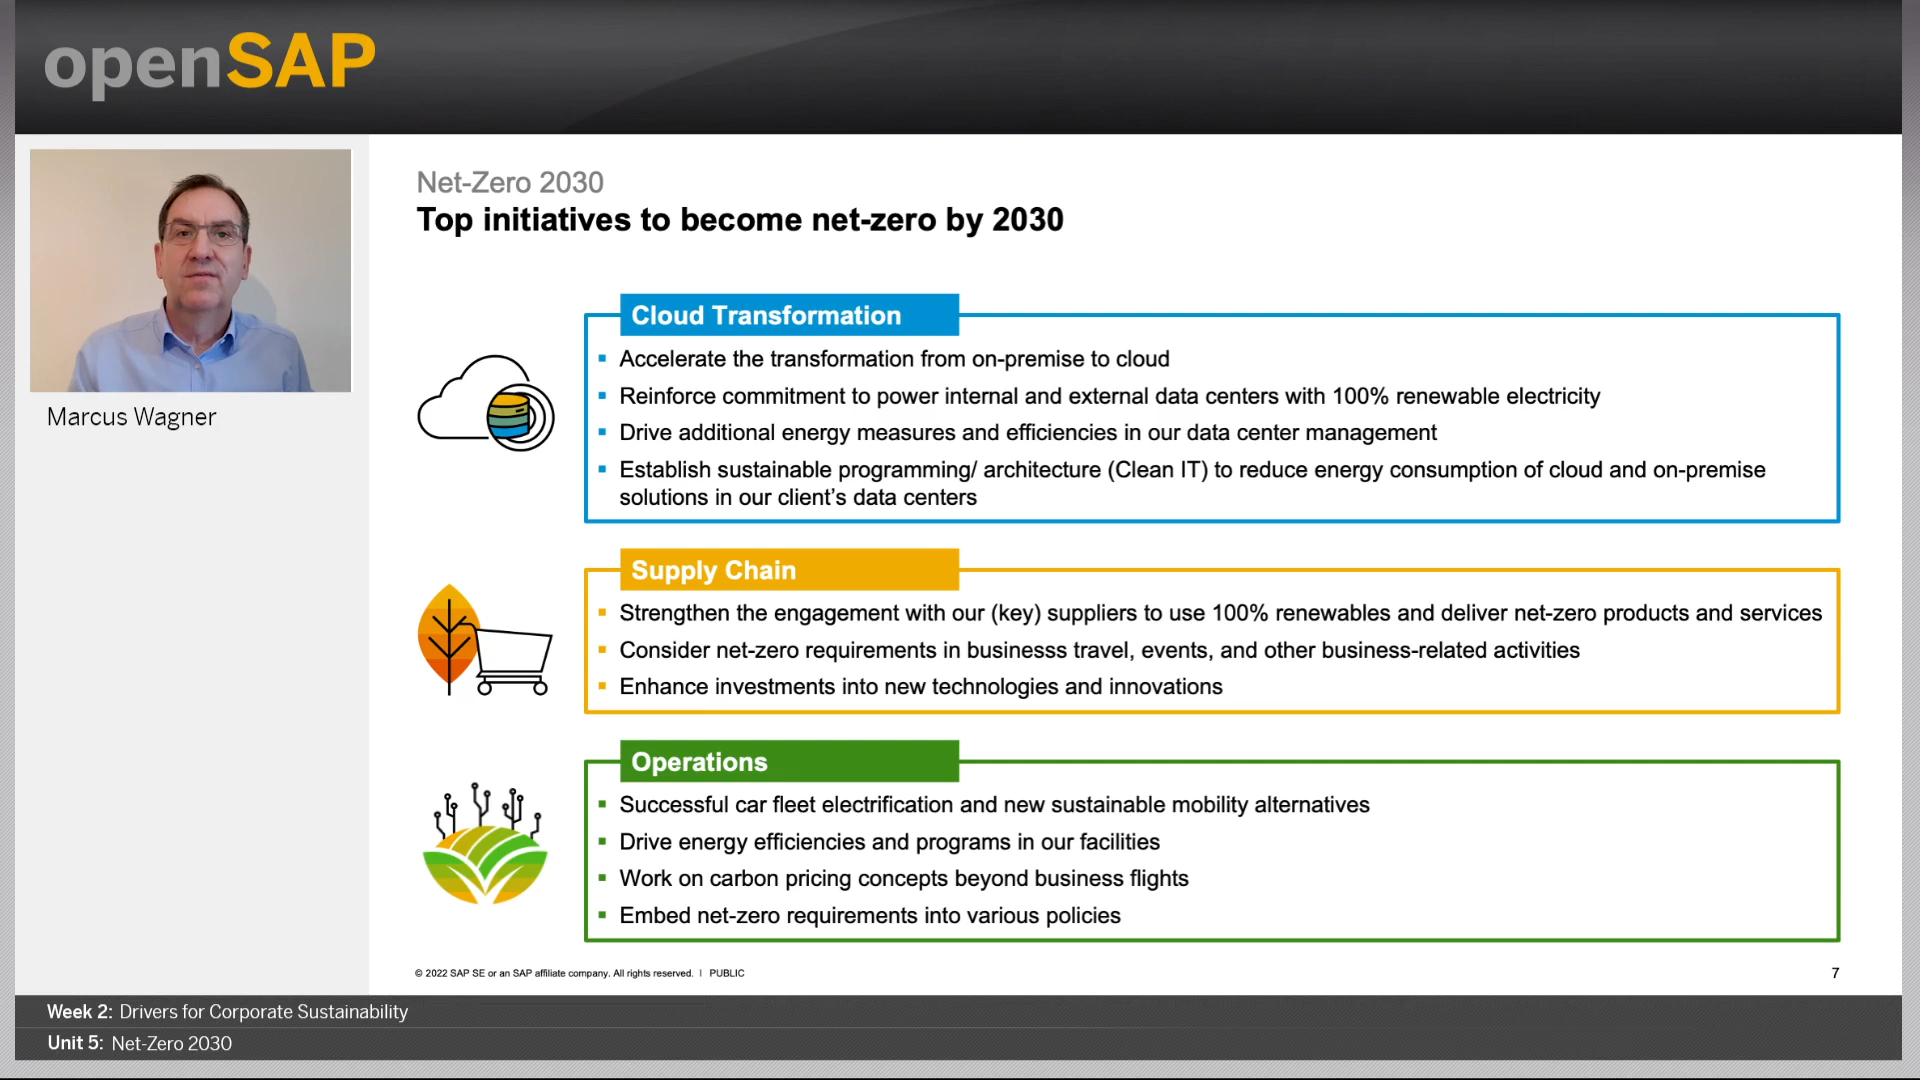 openSAP
Marcus Wagner
Net-Zero 2030
Top initiatives to become net-zero by 2030
Cloud Transformation
▪ Accelerate the transformation from on-premise to cloud
▪ Reinforce commitment to power internal and external data centers with 100% renewable electricity
▪ Drive additional energy measures and efficiencies in our data center management
▪ Establish sustainable programming/ architecture (Clean IT) to reduce energy consumption of cloud and on-premise
solutions in our client’s data centers
Supply Chain
▪ Strengthen the engagement with our (key) suppliers to use 100% renewables and deliver net-zero products and services
▪ Consider net-zero requirements in businesss travel, events, and other business-related activities
▪ Enhance investments into new technologies and innovations
Operations
▪ Successful car fleet electrification and new sustainable mobility alternatives
▪ Drive energy efficiencies and programs in our facilities
▪ Work on carbon pricing concepts beyond business flights
▪ Embed net-zero requirements into various policies
© 2022 SAP SE or an SAP affiliate company. All rights reserved. | PUBLIC
7
Week 2: Drivers for Corporate Sustainability
Unit 5: Net-Zero 2030